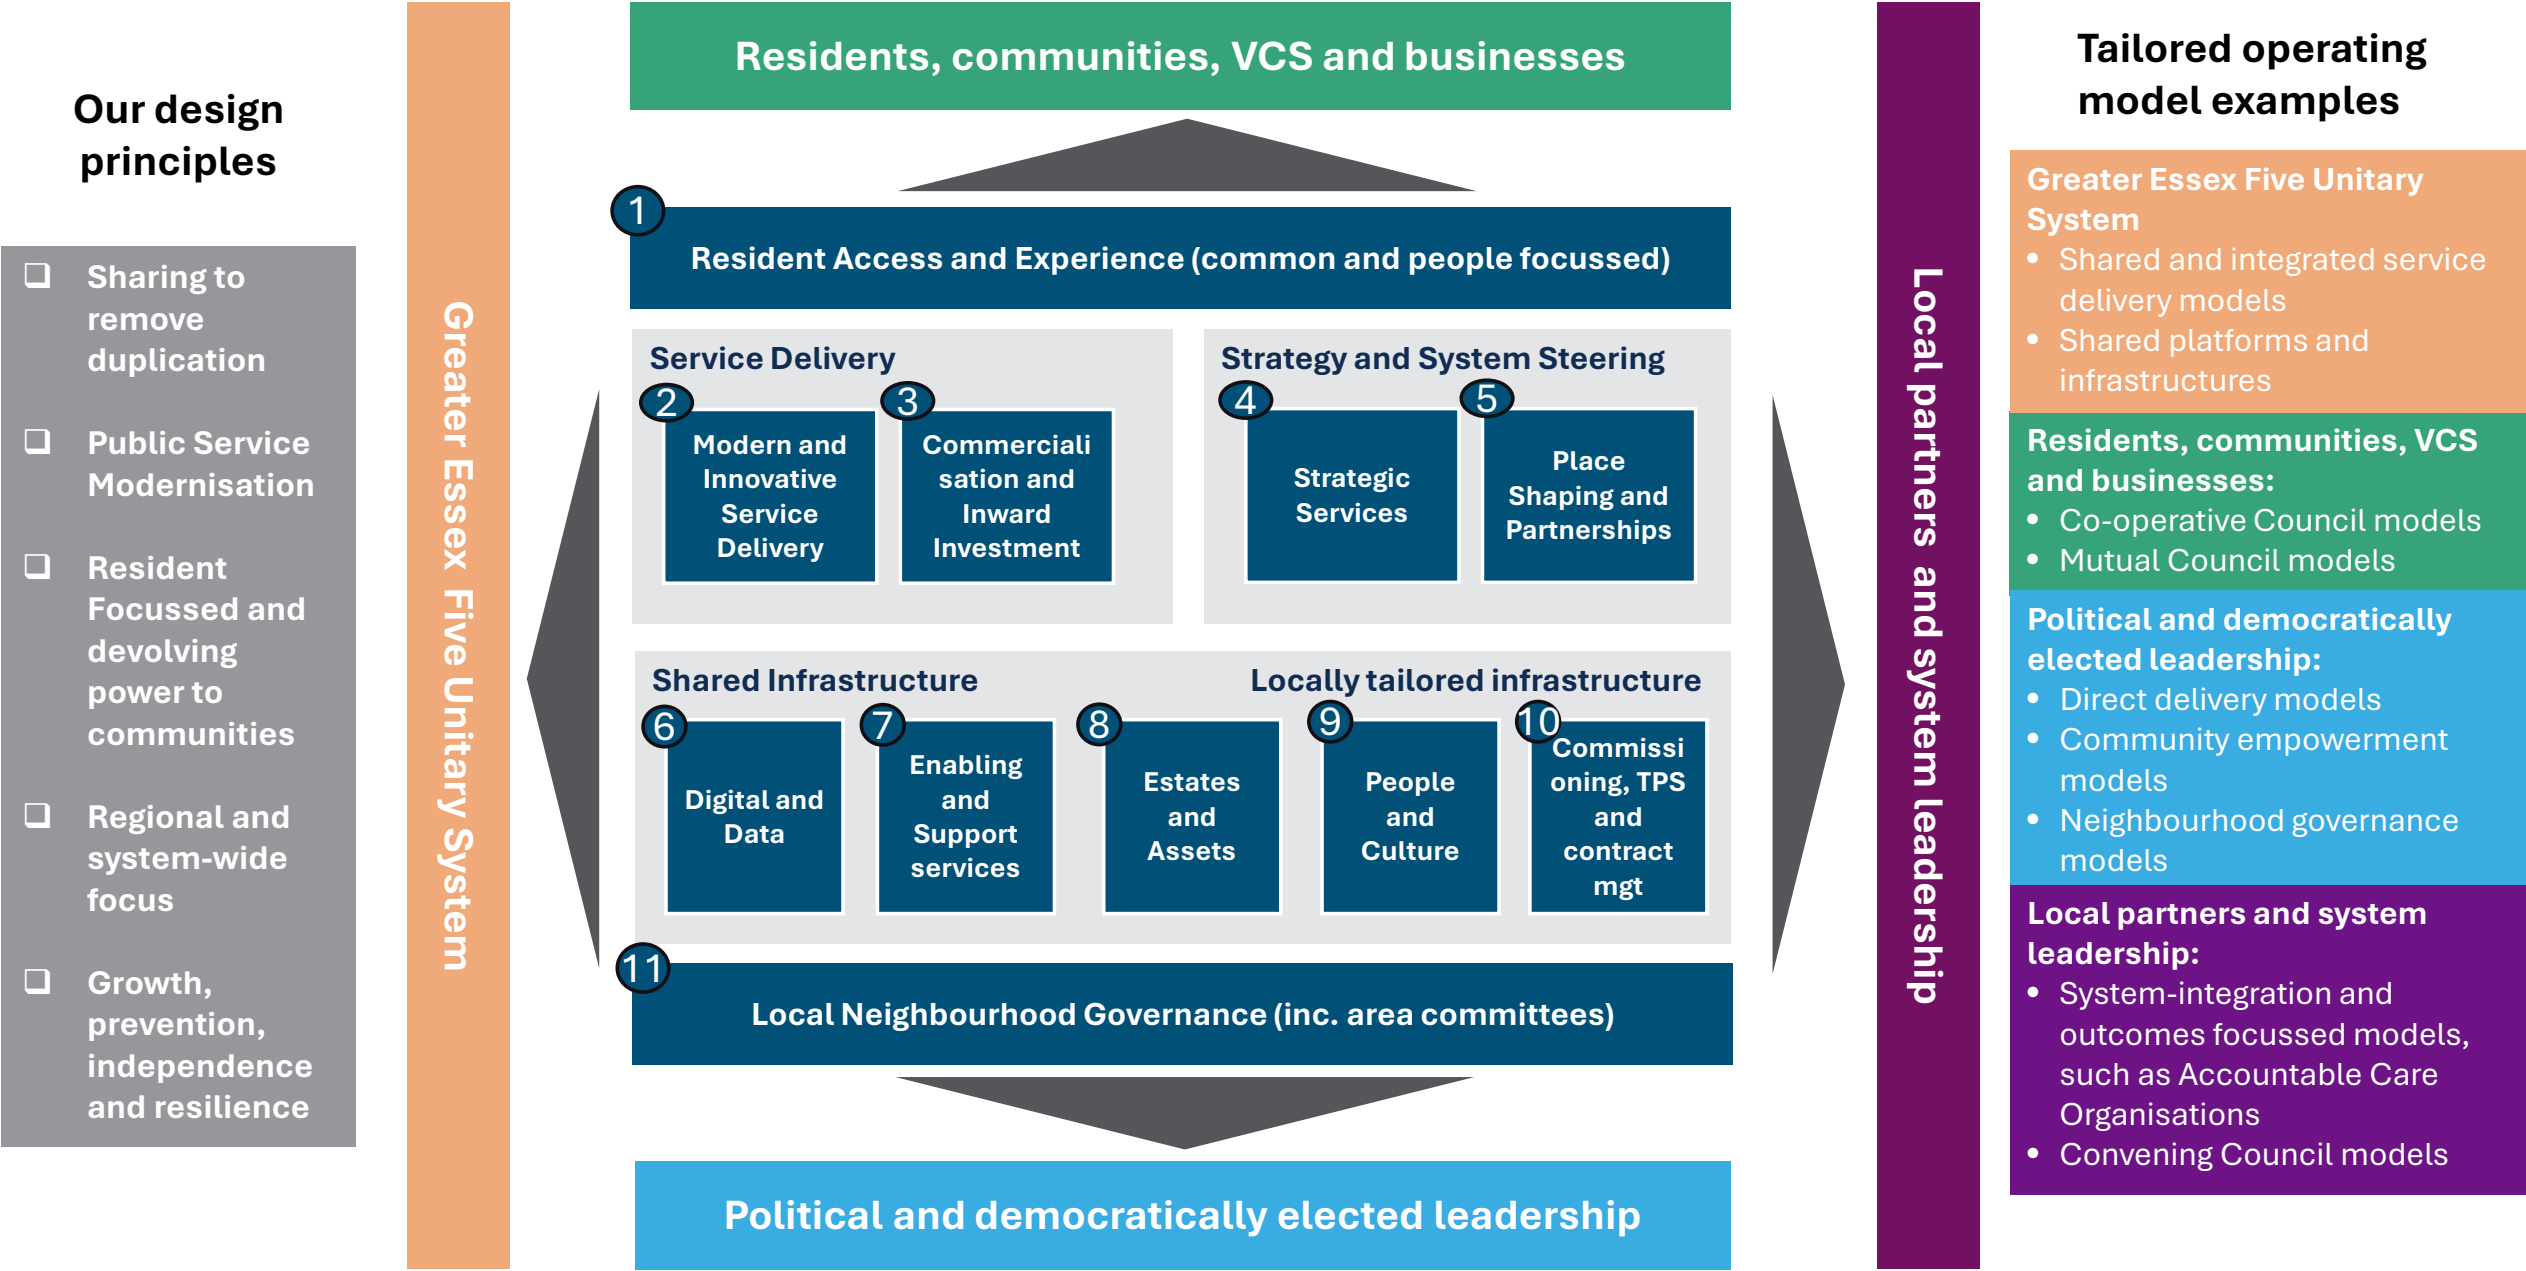 Our design
principles
❑ Sharing to
remove
duplication
❑ Public Service
Modernisation
❑ Resident
Focussed and
devolving
power to
communities
❑ Regional and
system-wide
focus
❑ Growth,
prevention,
independence
and resilience
Greater Essex Five Unitary System
Residents, communities, VCS and businesses
1
Resident Access and Experience (common and people focussed)
Service Delivery
2
Modern and
Innovative
Service
Delivery
3
Commerciali
sation and
Inward
Investment
Strategy and System Steering
4
Strategic
Services
5
Place
Shaping and
Partnerships
Shared Infrastructure
Locally tailored infrastructure
6
Digital and
Data
7
Enabling
and
Support
services
8
Estates
and
Assets
9
People
and
Culture
10
Commissi
oning, TPS
and
contract
mgt
11
Local Neighbourhood Governance (inc. area committees)
Political and democratically elected leadership
Local partners and system leadership
Tailored operating
model examples
Greater Essex Five Unitary
System
• Shared and integrated service
delivery models
• Shared platforms and
infrastructures
Residents, communities, VCS
and businesses:
• Co-operative Council models
• Mutual Council models
Political and democratically
elected leadership:
• Direct delivery models
• Community empowerment
models
• Neighbourhood governance
models
Local partners and system
leadership:
• System-integration and
outcomes focussed models,
such as Accountable Care
Organisations
• Convening Council models